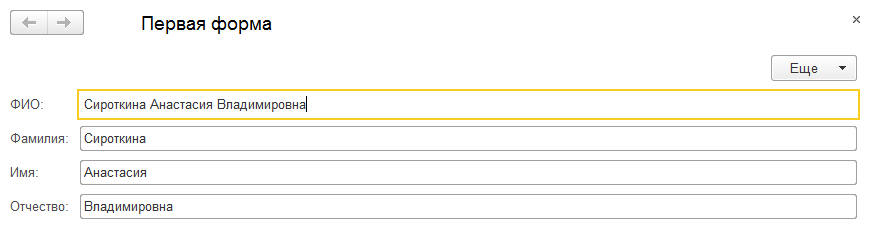 Первая форма
Еще
ФИО: Сироткина Анастасия Владимировна
Фамилия: Сироткина
Имя: Анастасия
Отчество: Владимировна